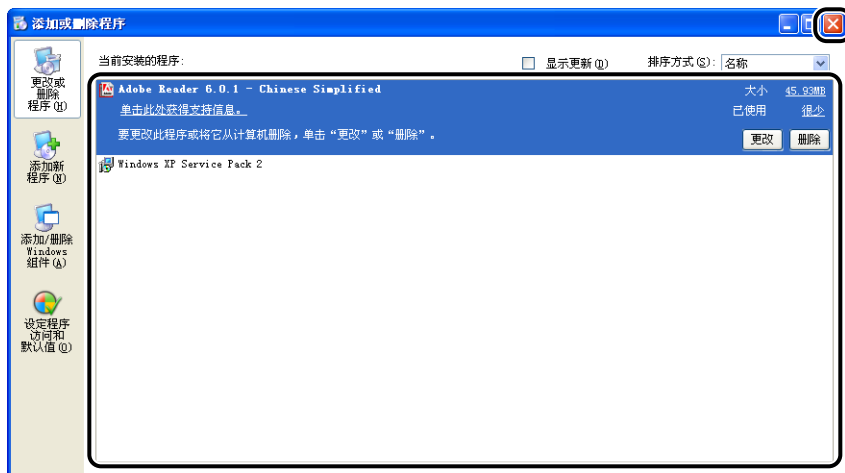 添加或删除程序
更改或
删除
程序(H)
添加新
程序(N)
添加/删除
Windows
组件(A)
设定程序
访问和
默认值(O)
当前安装的程序:
显示更新(D)
排序方式(S):
名称
Adobe Reader 6.0.1 - Chinese Simplified
大小
45.93MB
单击此处获得支持信息。
已使用
很少
要更改此程序或将它从计算机删除，单击“更改”或“删除”。
更改
删除
Windows XP Service Pack 2